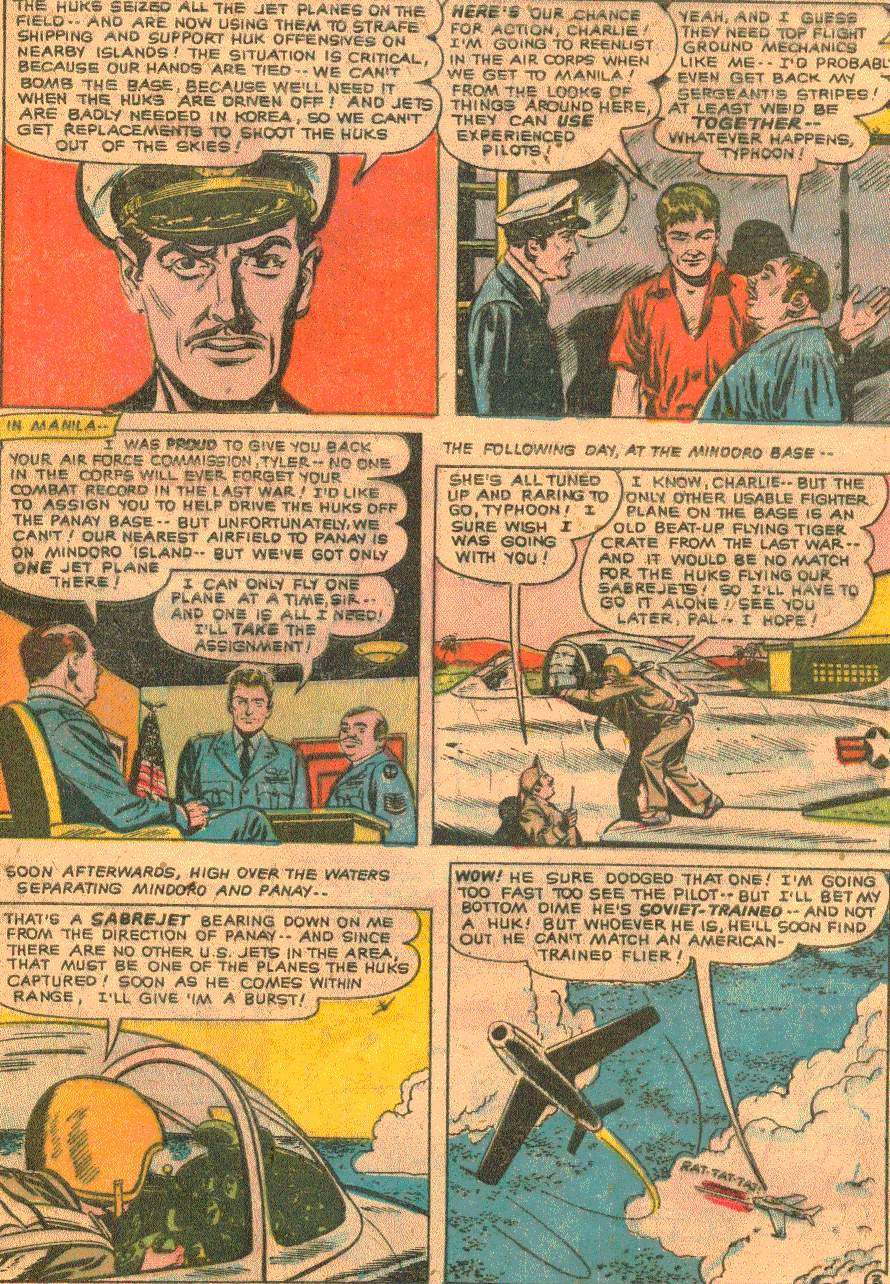 THE HUKS SEIZED ALL THE JET PLANES ON THE
FIELD-- AND ARE NOW USING THEM TO STRAFE
SHIPPING AND SUPPORT HUK OFFENSIVES ON
NEARBY ISLANDS! THE SITUATION IS CRITICAL,
BECAUSE OUR HANDS ARE TIED-- WE CAN'T
BOMB THE BASE, BECAUSE WE'LL NEED IT
WHEN THE HUKS ARE DRIVEN OFF! AND JETS
ARE BADLY NEEDED IN KOREA, SO WE CAN'T
GET REPLACEMENTS TO SHOOT THE HUKS
OUT OF THE SKIES!
HERE'S OUR CHANCE
FOR ACTION, CHARLIE!
I'M GOING TO REENLIST
IN THE AIR CORPS WHEN
WE GET TO MANILA!
FROM THE LOOKS OF
THINGS AROUND HERE,
THEY CAN USE
EXPERIENCED
PILOTS!
YEAH, AND I GUESS
THEY NEED TOP FLIGHT
GROUND MECHANICS
LIKE ME-- I'D PROBABL
EVEN GET BACK MY
SERGEANT'S STRIPES!
AT LEAST WE'D BE
TOGETHER--
WHATEVER HAPPENS,
TYPHOON!
IN MANILA--
I WAS PROUD TO GIVE YOU BACK
YOUR AIR FORCE COMMISSION, TYLER-- NO ONE
IN THE CORPS WILL EVER FORGET YOUR
COMBAT RECORD IN THE LAST WAR! I'D LIKE
TO ASSIGN YOU TO HELP DRIVE THE HUKS OFF
THE PANAY BASE-- BUT UNFORTUNATELY, WE
CAN'T! OUR NEAREST AIRFIELD TO PANAY IS
ON MINDORO ISLAND-- BUT WE'VE GOT ONLY
ONE JET PLANE
THERE!
I CAN ONLY FLY ONE
PLANE AT A TIME, SIR--
AND ONE IS ALL I NEED!
I'LL TAKE THE
ASSIGNMENT!
THE FOLLOWING DAY, AT THE MINDORO BASE--
SHE'S ALL TUNED
UP AND RARING TO
GO, TYPHOON! I
SURE WISH I
WAS GOING
WITH YOU!
I KNOW, CHARLIE-- BUT THE
ONLY OTHER USABLE FIGHTER
PLANE ON THE BASE IS AN
OLD BEAT-UP FLYING TIGER
CRATE FROM THE LAST WAR--
AND IT WOULD BE NO MATCH
FOR THE HUKS FLYING OUR
SABREJETS! SO I'LL HAVE TO
GO IT ALONE! SEE YOU
LATER, PAL-- I HOPE!
SOON AFTERWARDS, HIGH OVER THE WATERS
SEPARATING MINDORO AND PANAY--
THAT'S A SABREJET BEARING DOWN ON ME
FROM THE DIRECTION OF PANAY-- AND SINCE
THERE ARE NO OTHER U.S. JETS IN THE AREA,
THAT MUST BE ONE OF THE PLANES THE HUKS
CAPTURED! SOON AS HE COMES WITHIN
RANGE, I'LL GIVE 'IM A BURST!
WOW! HE SURE DODGED THAT ONE! I'M GOING
TOO FAST TOO SEE THE PILOT-- BUT I'LL BET MY
BOTTOM DIME HE'S SOVIET-TRAINED-- AND NOT
A HUK! BUT WHOEVER HE IS, HE'LL SOON FIND
OUT HE CAN'T MATCH AN AMERICAN-
TRAINED FLIER!
RAT-TAT-TAT